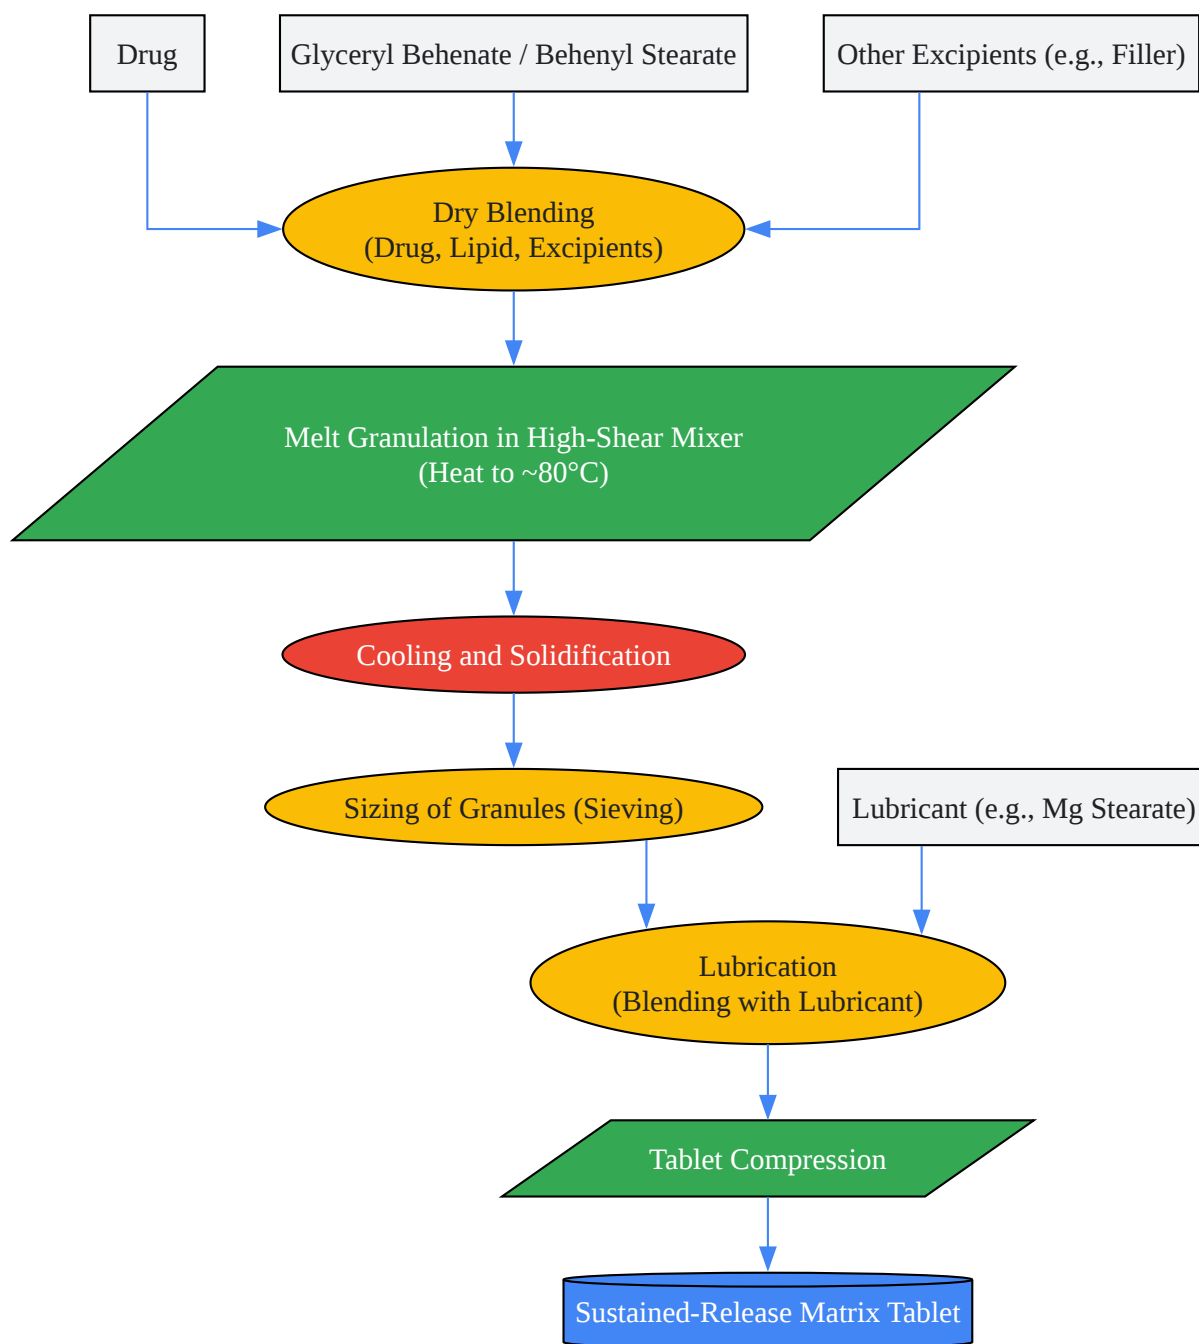 Drug
Glyceryl Behenate / Behenyl Stearate
Other Excipients (e.g., Filler)
Dry Blending
(Drug, Lipid, Excipients)
Melt Granulation in High-Shear Mixer
(Heat to ~80°C)
Cooling and Solidification
Sizing of Granules (Sieving)
Lubricant (e.g., Mg Stearate)
Lubrication
(Blending with Lubricant)
Tablet Compression
Sustained-Release Matrix Tablet